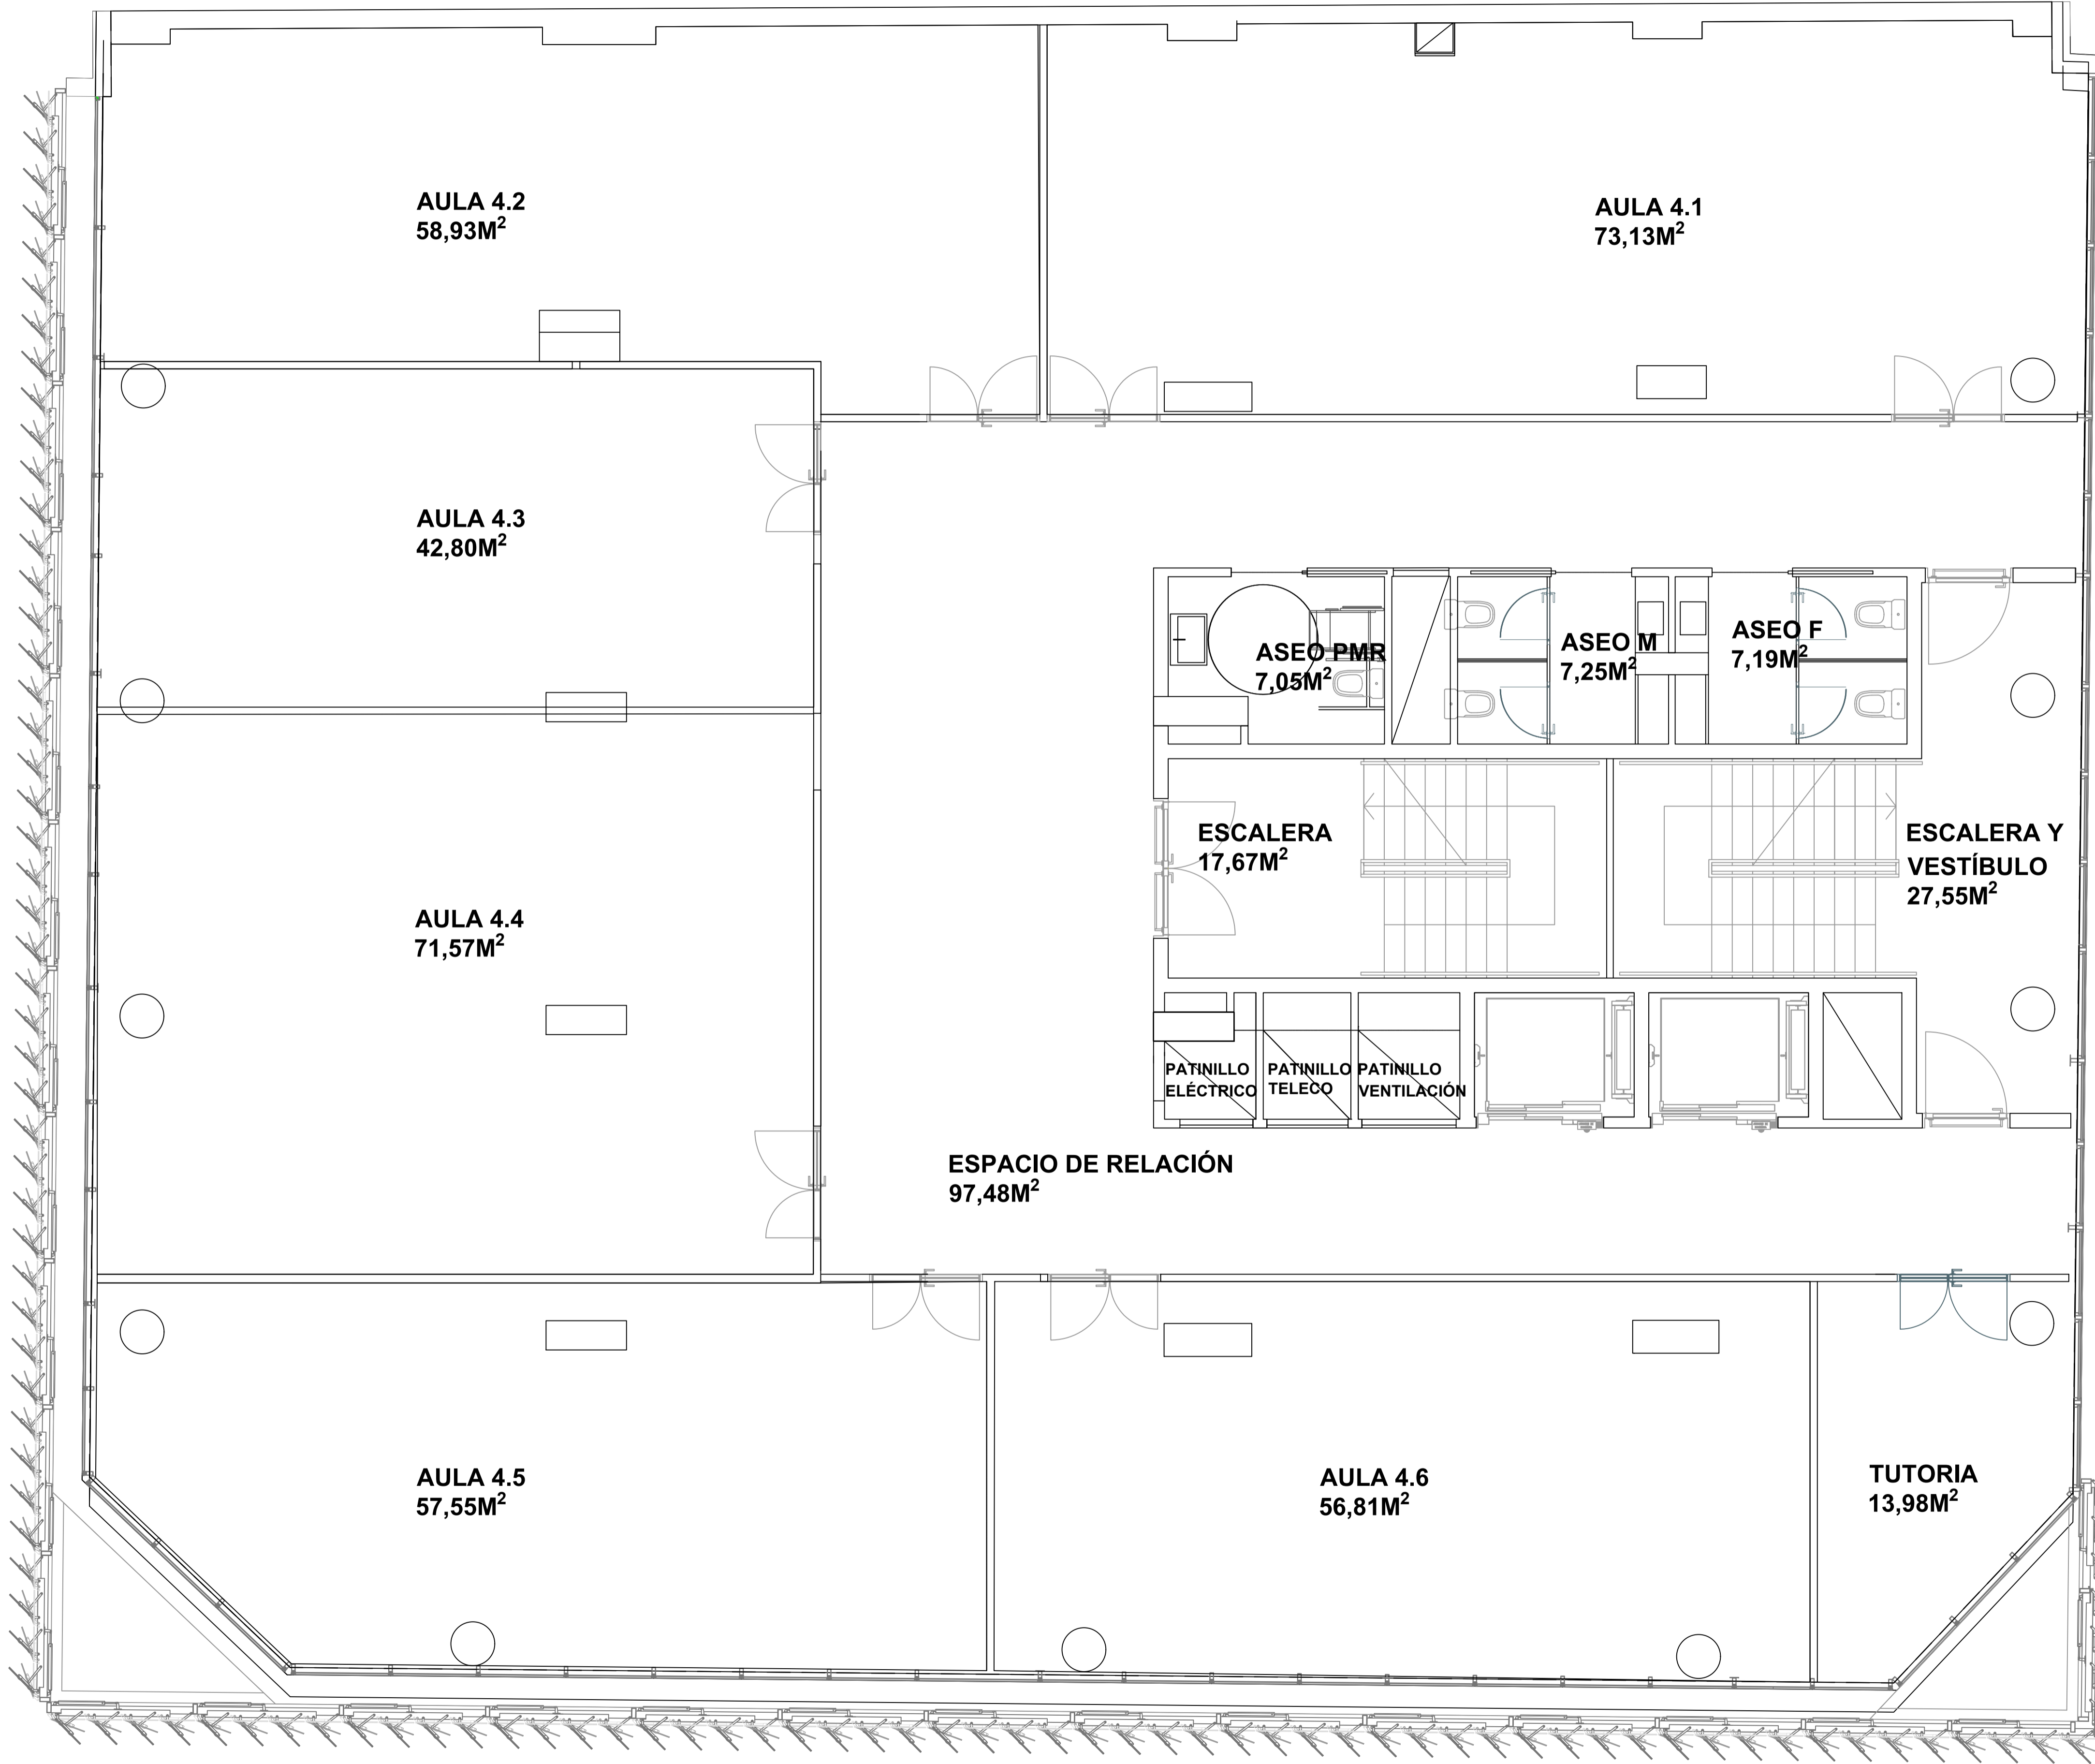 AULA 4.2
58,93M²
AULA 4.1
73,13M²
AULA 4.3
42,80M²
ASEO PMR
7,05M²
ASEO M
7,25M²
ASEO F
7,19M²
ESCALERA
17,67M²
ESCALERA Y
VESTÍBULO
27,55M²
AULA 4.4
71,57M²
PATINILLO
ELÉCTRICO
PATINILLO
TELECO
PATINILLO
VENTILACIÓN
ESPACIO DE RELACIÓN
97,48M²
AULA 4.5
57,55M²
AULA 4.6
56,81M²
TUTORIA
13,98M²